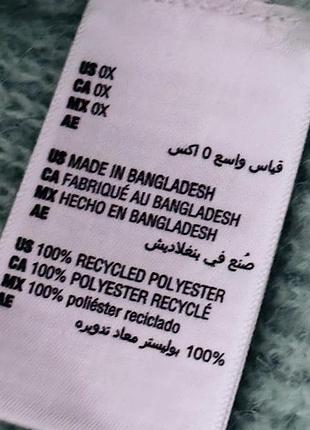 US 0X
CA 0X
MX 0X
AE قياس واسع 0 اكس
US MADE IN BANGLADESH
CA FABRIQUÉ AU BANGLADESH
MX HECHO EN BANGLADESH
AE صُنع في بنغلاديش
US 100% RECYCLED POLYESTER
CA 100% POLYESTER RECYCLÉ
MX 100% poliéster reciclado
AE 100% بوليستر معاد تدويره